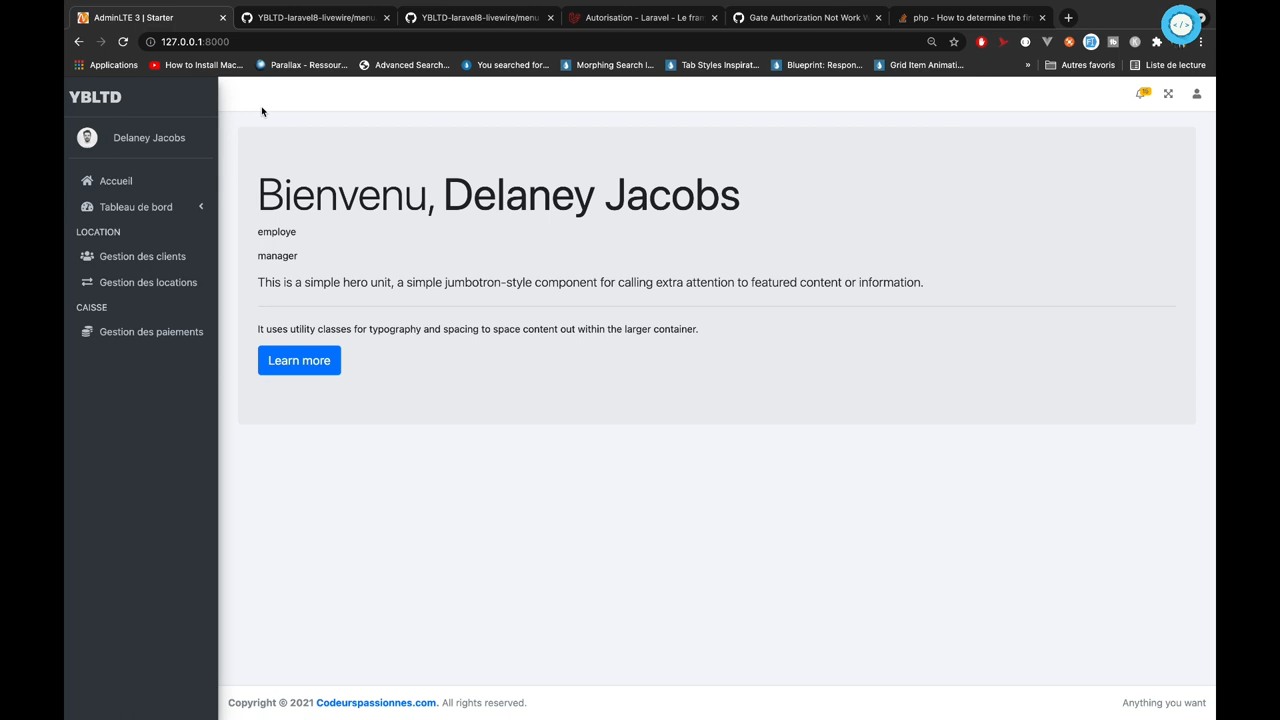 AdminLTE 3 | Starter
YBLTD-laravel8-livewire/menu.
YBLTD-laravel8-livewire/menu
Autorisation - Laravel - Le fra
Gate Authorization Not Work
php - How to determine the fi
127.0.0.1:8000
Applications
How to Install Mac...
Parallax - Ressour...
Advanced Search...
You searched for...
Morphing Search I...
Tab Styles Inspirat...
Blueprint: Respon...
Grid Item Animati...
»
Autres favoris
Liste de lecture
YBLTD
Delaney Jacobs
Accueil
Tableau de bord
LOCATION
Gestion des clients
Gestion des locations
CAISSE
Gestion des paiements
Bienvenu, Delaney Jacobs
employe
manager
This is a simple hero unit, a simple jumbotron-style component for calling extra attention to featured content or information.
It uses utility classes for typography and spacing to space content out within the larger container.
Learn more
Copyright © 2021 Codeurspassionnes.com. All rights reserved.
Anything you want